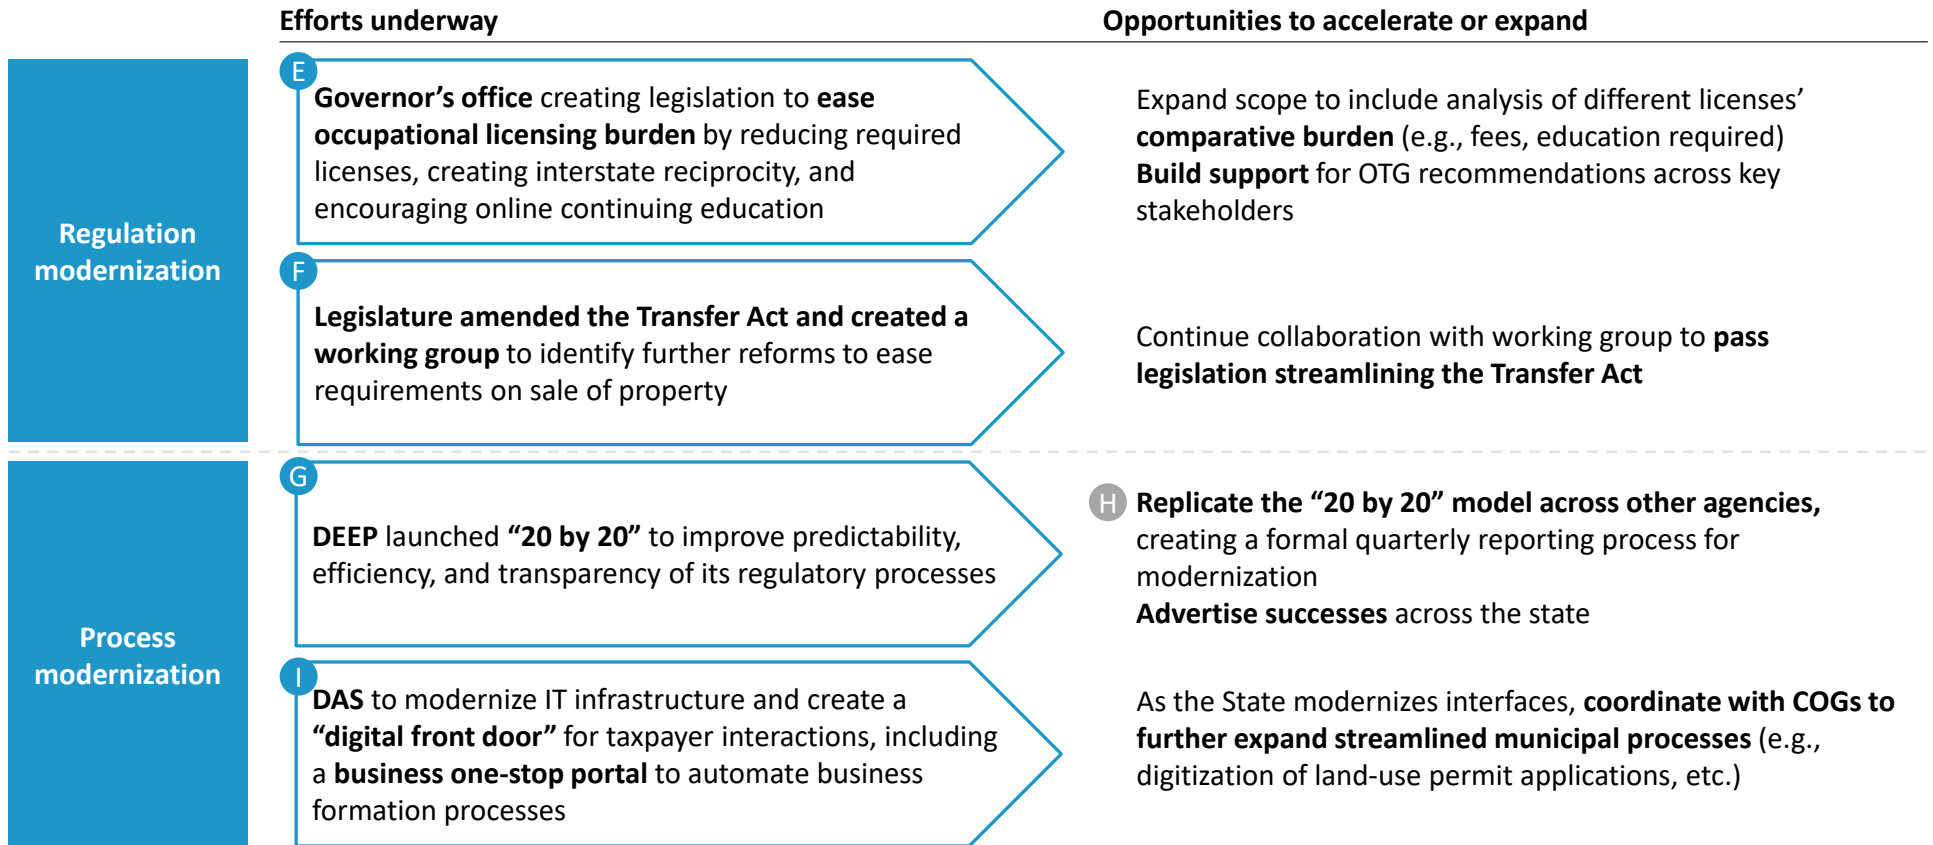 Efforts underway
Opportunities to accelerate or expand
Regulation
modernization
E
Governor’s office creating legislation to ease
occupational licensing burden by reducing required
licenses, creating interstate reciprocity, and
encouraging online continuing education
Expand scope to include analysis of different licenses’
comparative burden (e.g., fees, education required)
Build support for OTG recommendations across key
stakeholders
F
Legislature amended the Transfer Act and created a
working group to identify further reforms to ease
requirements on sale of property
Continue collaboration with working group to pass
legislation streamlining the Transfer Act
Process
modernization
G
DEEP launched “20 by 20” to improve predictability,
efficiency, and transparency of its regulatory processes
H
Replicate the “20 by 20” model across other agencies,
creating a formal quarterly reporting process for
modernization
Advertise successes across the state
I
DAS to modernize IT infrastructure and create a
“digital front door” for taxpayer interactions, including
a business one-stop portal to automate business
formation processes
As the State modernizes interfaces, coordinate with COGs to
further expand streamlined municipal processes (e.g.,
digitization of land-use permit applications, etc.)